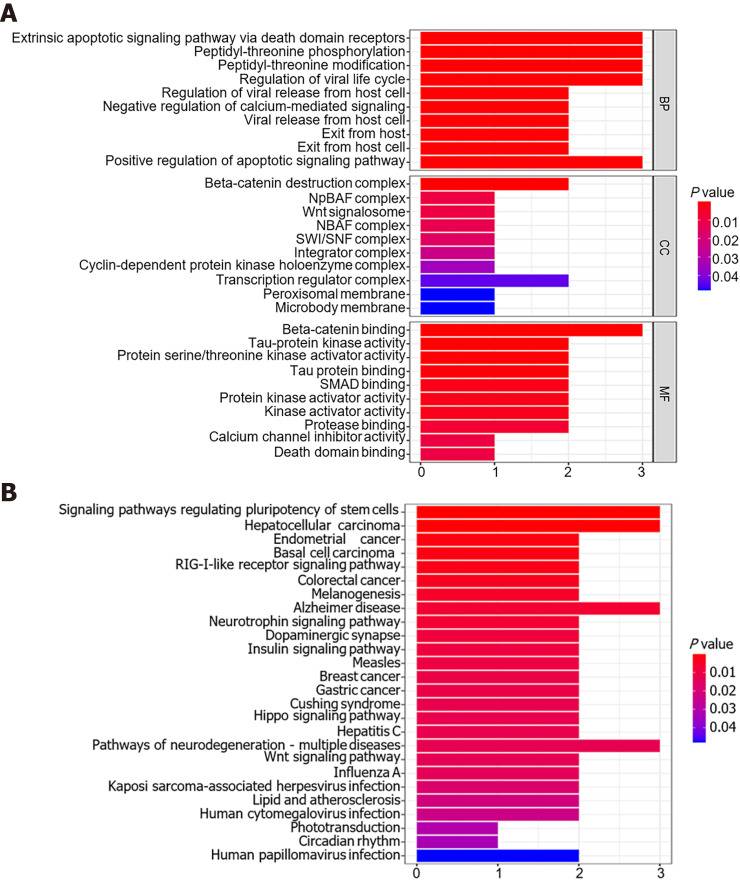 A
Extrinsic apoptotic signaling pathway via death domain receptors
Peptidyl-threonine phosphorylation
Peptidyl-threonine modification
Regulation of viral life cycle
Regulation of viral release from host cell
Negative regulation of calcium-mediated signaling
Viral release from host cell
Exit from host
Exit from host cell
Positive regulation of apoptotic signaling pathway
BP
Beta-catenin destruction complex
NpBAF complex
Wnt signalosome
NBAF complex
SWI/SNF complex
Integrator complex
Cyclin-dependent protein kinase holoenzyme complex
Transcription regulator complex
Peroxisomal membrane
Microbody membrane
CC
P value
0.01
0.02
0.03
0.04
Beta-catenin binding
Tau-protein kinase activity
Protein serine/threonine kinase activator activity
Tau protein binding
SMAD binding
Protein kinase activator activity
Kinase activator activity
Protease binding
Calcium channel inhibitor activity
Death domain binding
MF
0 1 2 3
B
Signaling pathways regulating pluripotency of stem cells
Hepatocellular carcinoma
Endometrial cancer
Basal cell carcinoma
RIG-I-like receptor signaling pathway
Colorectal cancer
Melanogenesis
Alzheimer disease
Neurotrophin signaling pathway
Dopaminergic synapse
Insulin signaling pathway
Measles
Breast cancer
Gastric cancer
Cushing syndrome
Hippo signaling pathway
Hepatitis C
Pathways of neurodegeneration - multiple diseases
Wnt signaling pathway
Influenza A
Kaposi sarcoma-associated herpesvirus infection
Lipid and atherosclerosis
Human cytomegalovirus infection
Phototransduction
Circadian rhythm
Human papillomavirus infection
P value
0.01
0.02
0.03
0.04
0 1 2 3